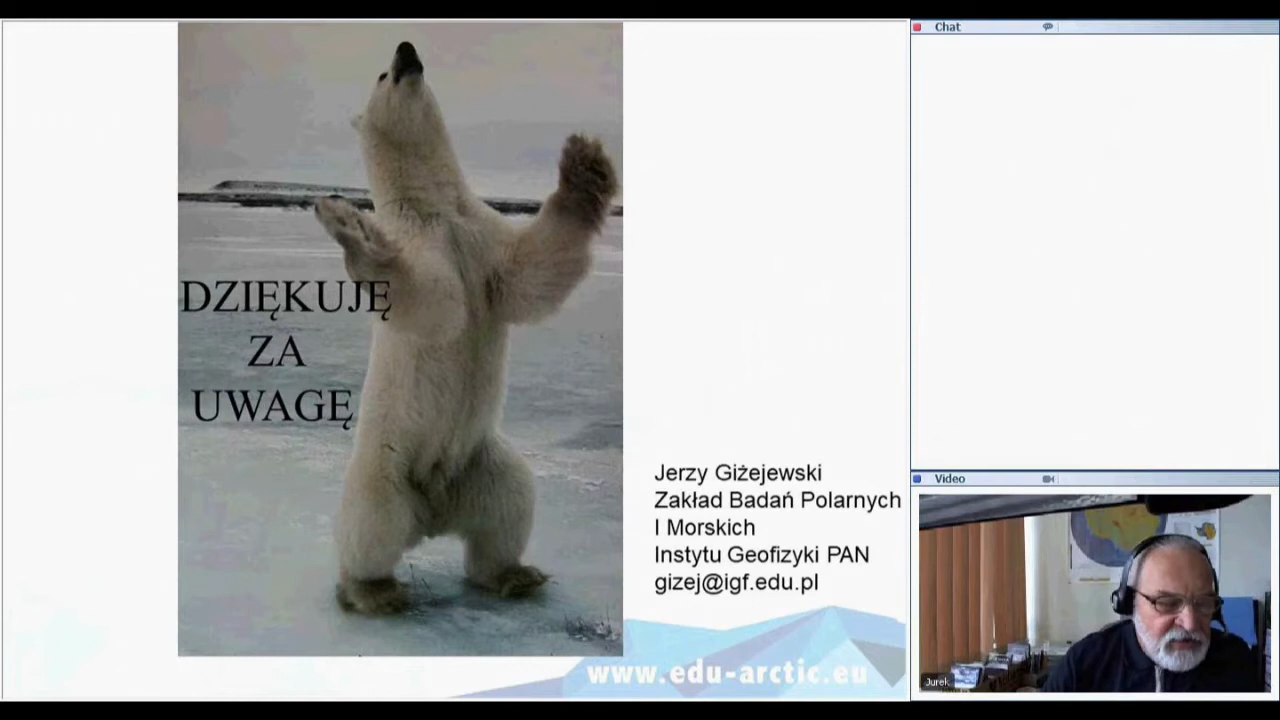 DZIĘKUJĘ
ZA
UWAGĘ
Jerzy Giżejewski
Zakład Badań Polarnych
I Morskich
Instytu Geofizyki PAN
gizej@igf.edu.pl
www.edu-arctic.eu
Chat
Video
Jurek